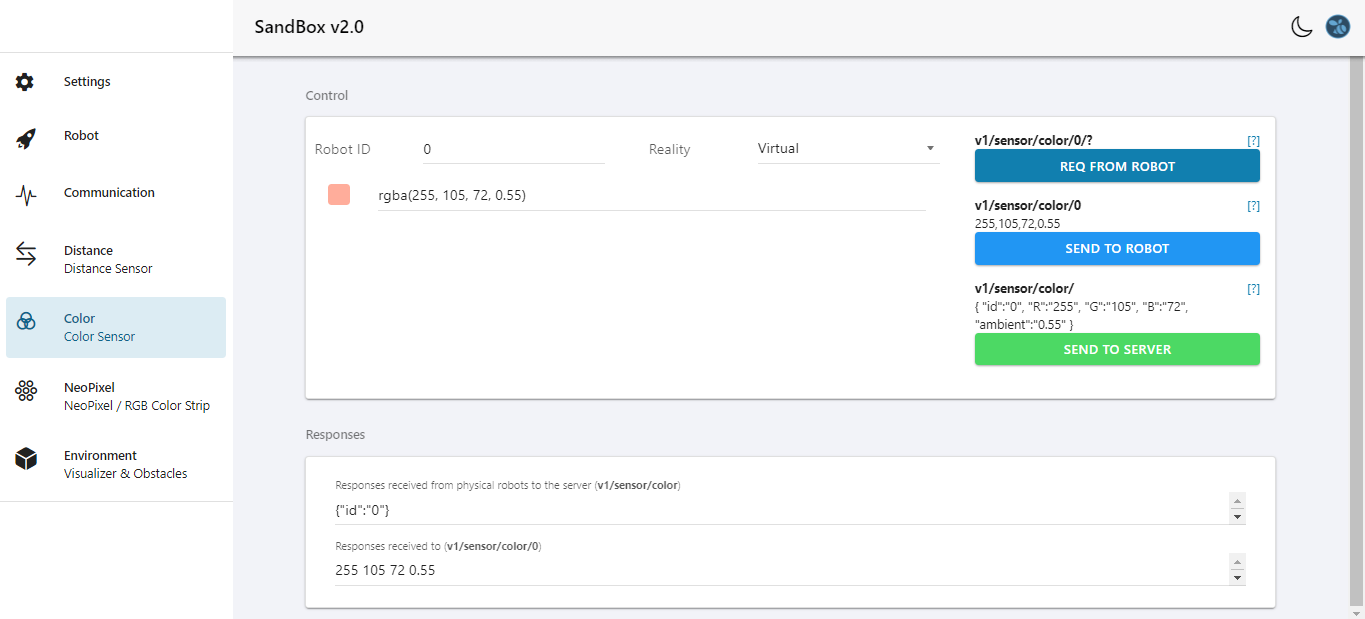 SandBox v2.0
Settings
Robot
Communication
Distance
Distance Sensor
Color
Color Sensor
NeoPixel
NeoPixel / RGB Color Strip
Environment
Visualizer & Obstacles
Control
Robot ID
0
Reality
Virtual
rgba(255, 105, 72, 0.55)
v1/sensor/color/0/?
[?]
REQ FROM ROBOT
v1/sensor/color/0
[?]
255,105,72,0.55
SEND TO ROBOT
v1/sensor/color/
[?]
{ "id":"0", "R":"255", "G":"105", "B":"72",
"ambient":"0.55" }
SEND TO SERVER
Responses
Responses received from physical robots to the server (v1/sensor/color)
{"id":"0"}
Responses received to (v1/sensor/color/0)
255 105 72 0.55